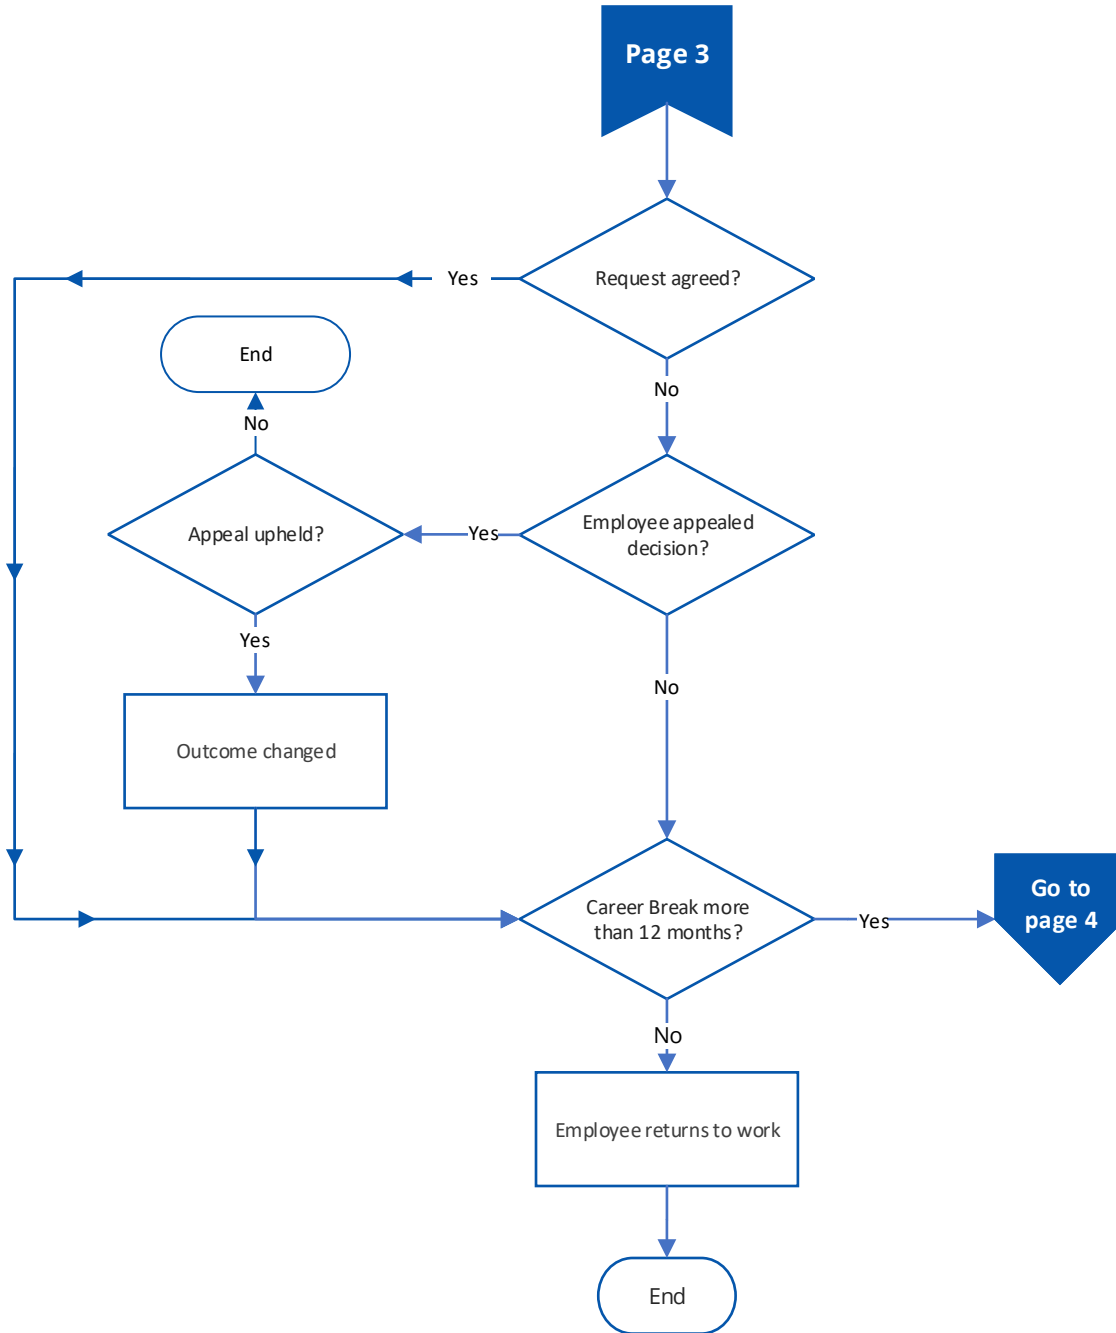 Page 3
Request agreed?
Yes
No
End
No
Appeal upheld?
Yes
Employee appealed
decision?
Yes
No
Outcome changed
Career Break more
than 12 months?
Yes
Go to
page 4
No
Employee returns to work
End